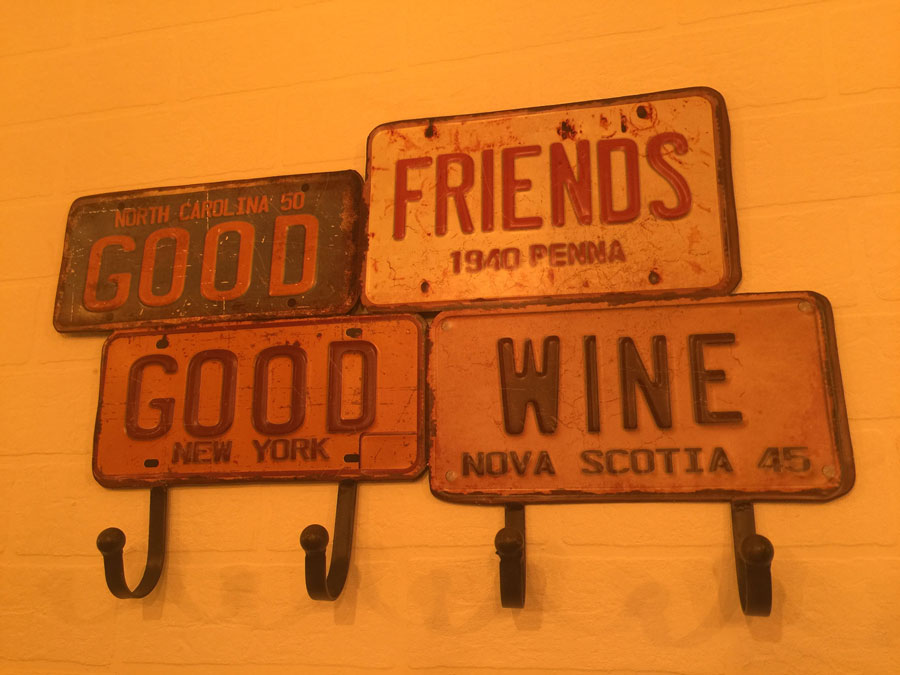 NORTH CAROLINA 50
GOOD
FRIENDS
1940 PENNA
GOOD
NEW YORK
WINE
NOVA SCOTIA 45